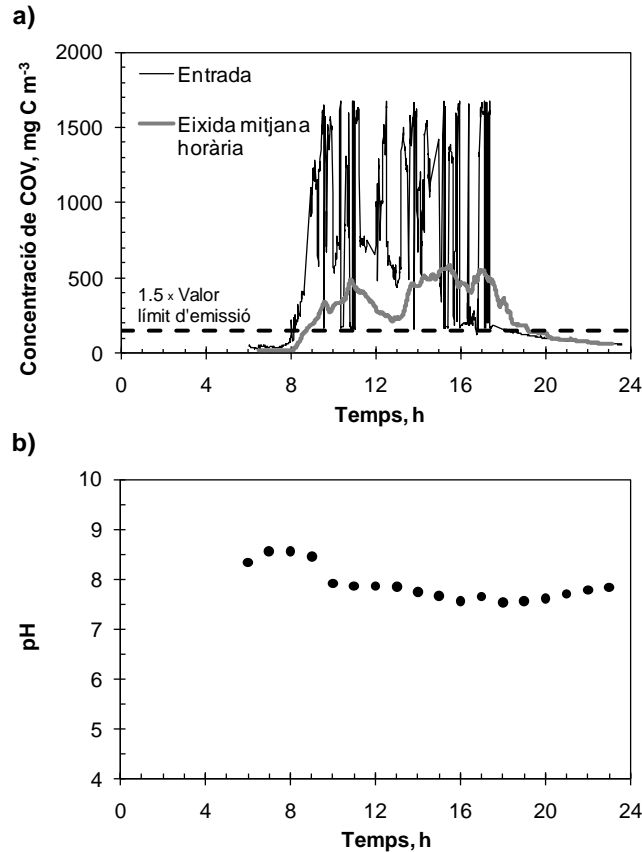 a)
2000
1500
1000
500
0
Concentració de COV, mg C m⁻³
Entrada
Eixida mitjana
horària
1.5 x Valor
límit d'emissió
0 4 8 12 16 20 24
Temps, h
b)
10
9
8
7
6
5
4
pH
0 4 8 12 16 20 24
Temps, h